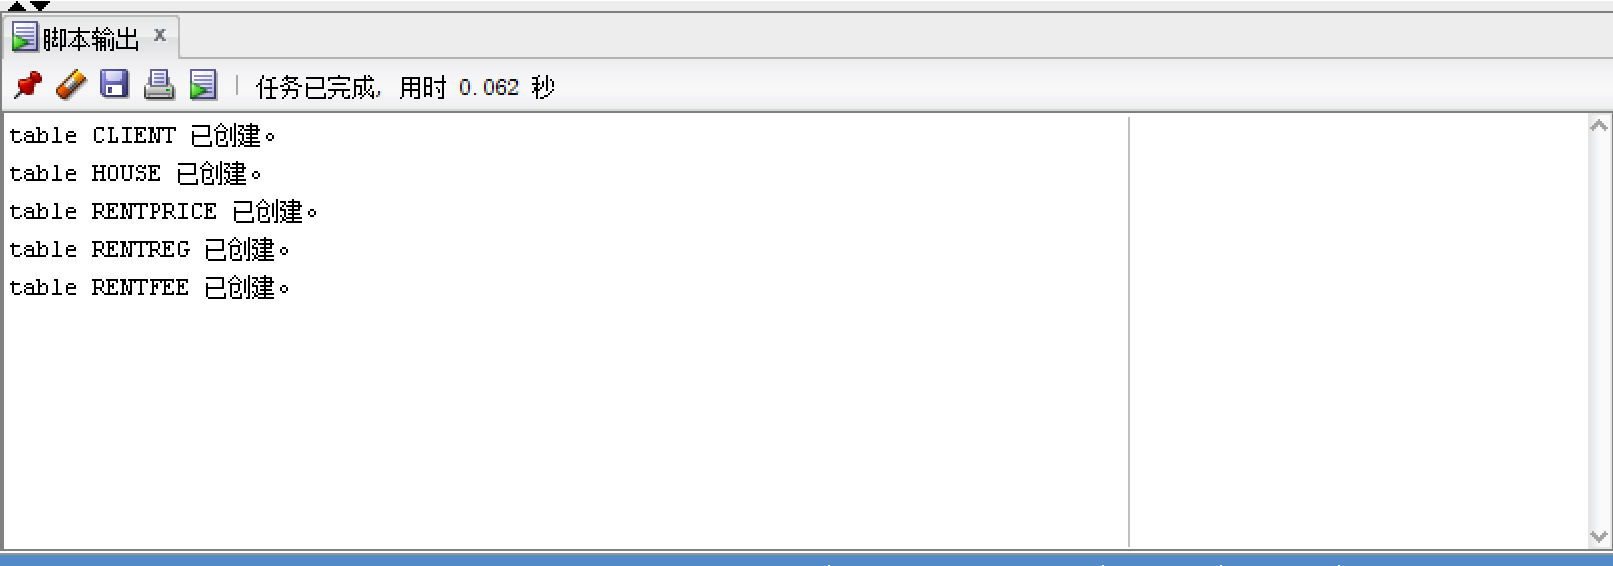 脚本输出 x
任务已完成, 用时 0.062 秒
table CLIENT 已创建。
table HOUSE 已创建。
table RENTPRICE 已创建。
table RENTREG 已创建。
table RENTFEE 已创建。